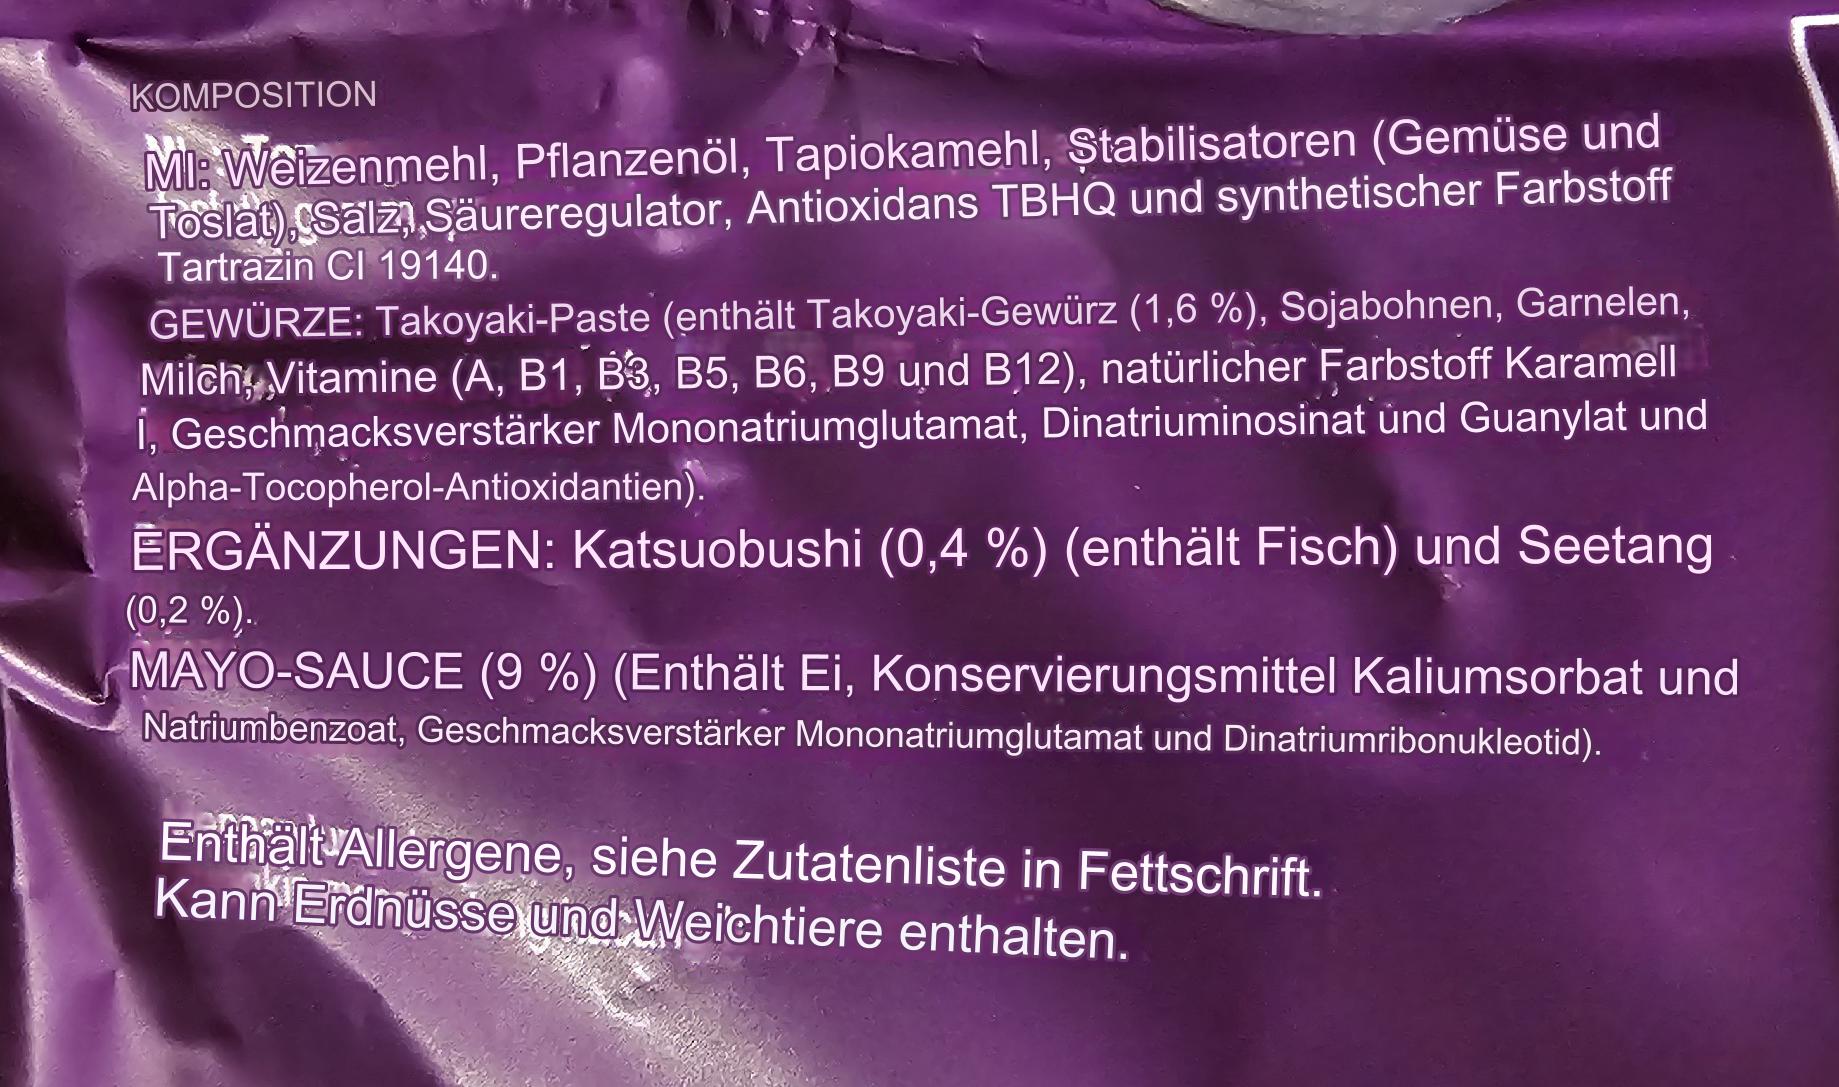 KOMPOSITION
MI: Weizenmehl, Pflanzenöl, Tapiokamehl, Stabilisatoren (Gemüse und
Toslat), Salz, Säureregulator, Antioxidans TBHQ und synthetischer Farbstoff
Tartrazin CI 19140.
GEWÜRZE: Takoyaki-Paste (enthält Takoyaki-Gewürz (1,6 %), Sojabohnen, Garnelen,
Milch, Vitamine (A, B1, B3, B5, B6, B9 und B12), natürlicher Farbstoff Karamell
I, Geschmacksverstärker Mononatriumglutamat, Dinatriuminosinat und Guanylat und
Alpha-Tocopherol-Antioxidantien).
ERGÄNZUNGEN: Katsuobushi (0,4 %) (enthält Fisch) und Seetang
(0,2 %).
MAYO-SAUCE (9 %) (Enthält Ei, Konservierungsmittel Kaliumsorbat und
Natriumbenzoat, Geschmacksverstärker Mononatriumglutamat und Dinatriumribonukleotid).
Enthält Allergene, siehe Zutatenliste in Fettschrift.
Kann Erdnüsse und Weichtiere enthalten.